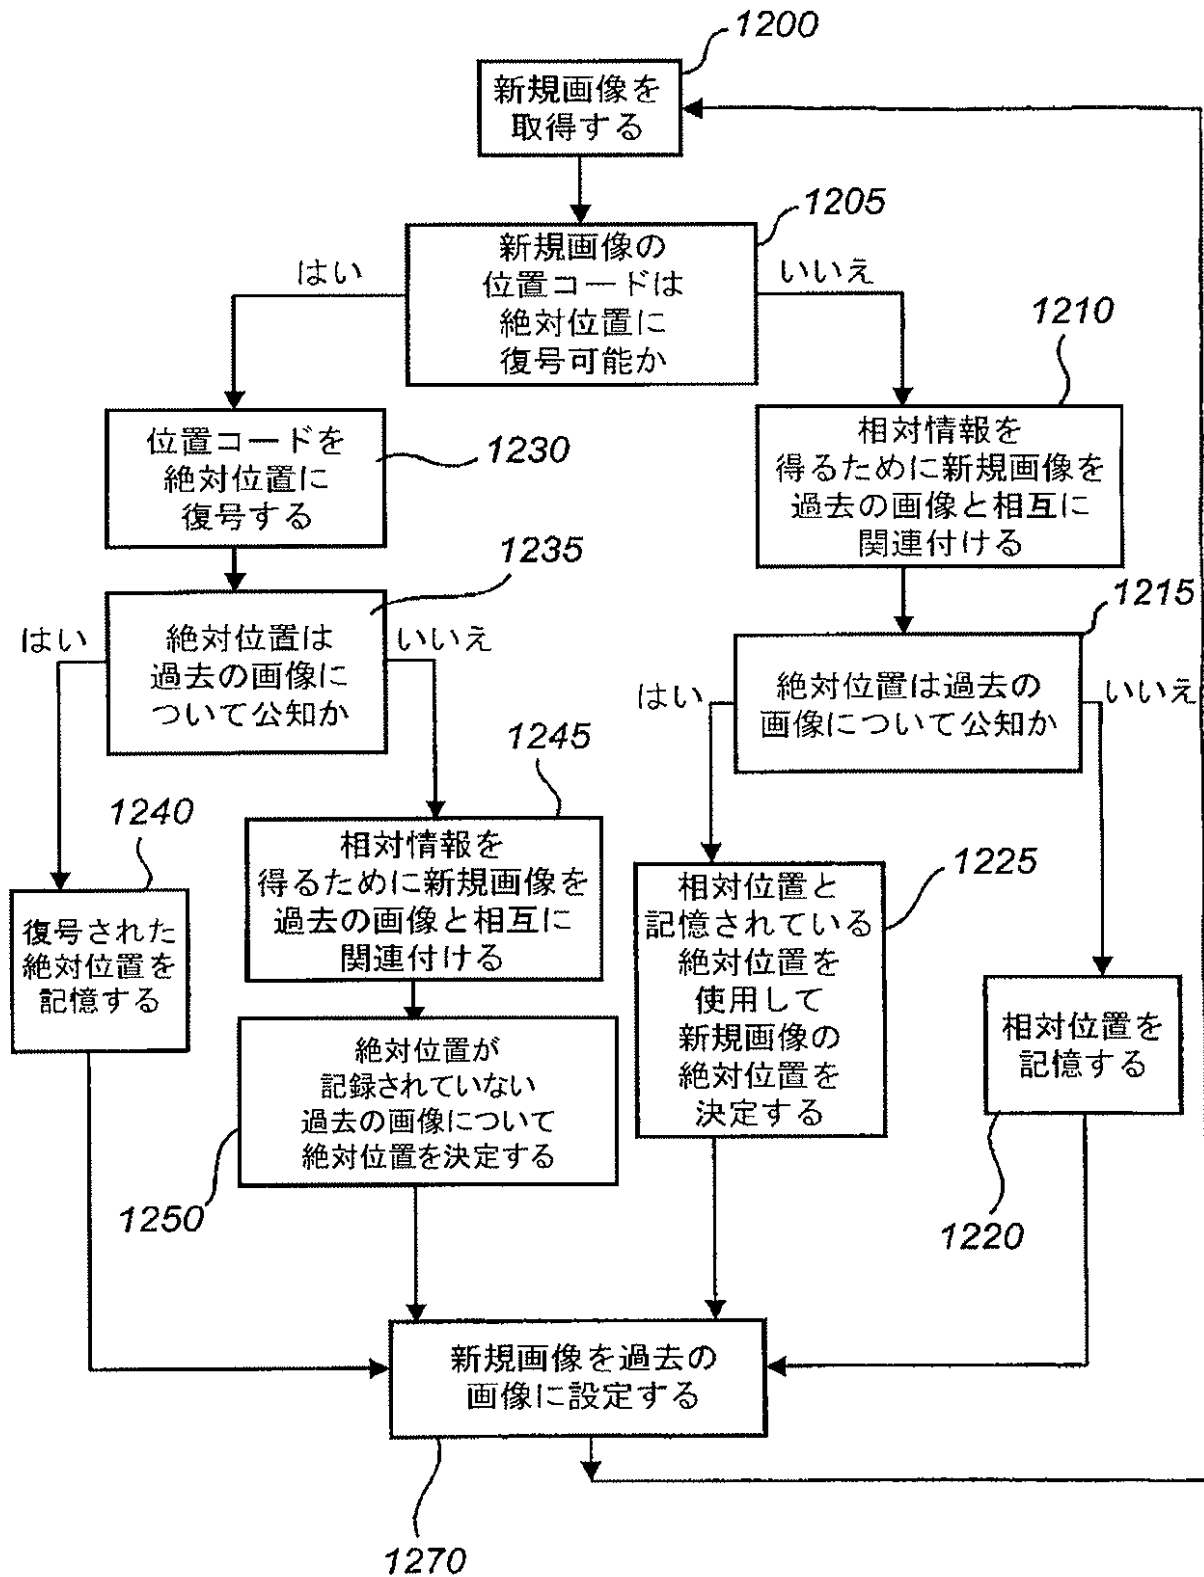 1200
新規画像を
取得する
1205
新規画像の
位置コードは
絶対位置に
復号可能か
はい
いいえ
1210
相対情報を
得るために新規画像を
過去の画像と相互に
関連付ける
位置コードを
絶対位置に
復号する
1230
1235
絶対位置は
過去の画像に
ついて公知か
はい
いいえ
1215
絶対位置は過去の
画像について公知か
はい
いいえ
1240
復号された
絶対位置を
記憶する
1245
相対情報を
得るために新規画像を
過去の画像と相互に
関連付ける
1225
相対位置と
記憶されている
絶対位置を
使用して
新規画像の
絶対位置を
決定する
相対位置を
記憶する
1220
絶対位置が
記録されていない
過去の画像について
絶対位置を決定する
1250
新規画像を過去の
画像に設定する
1270